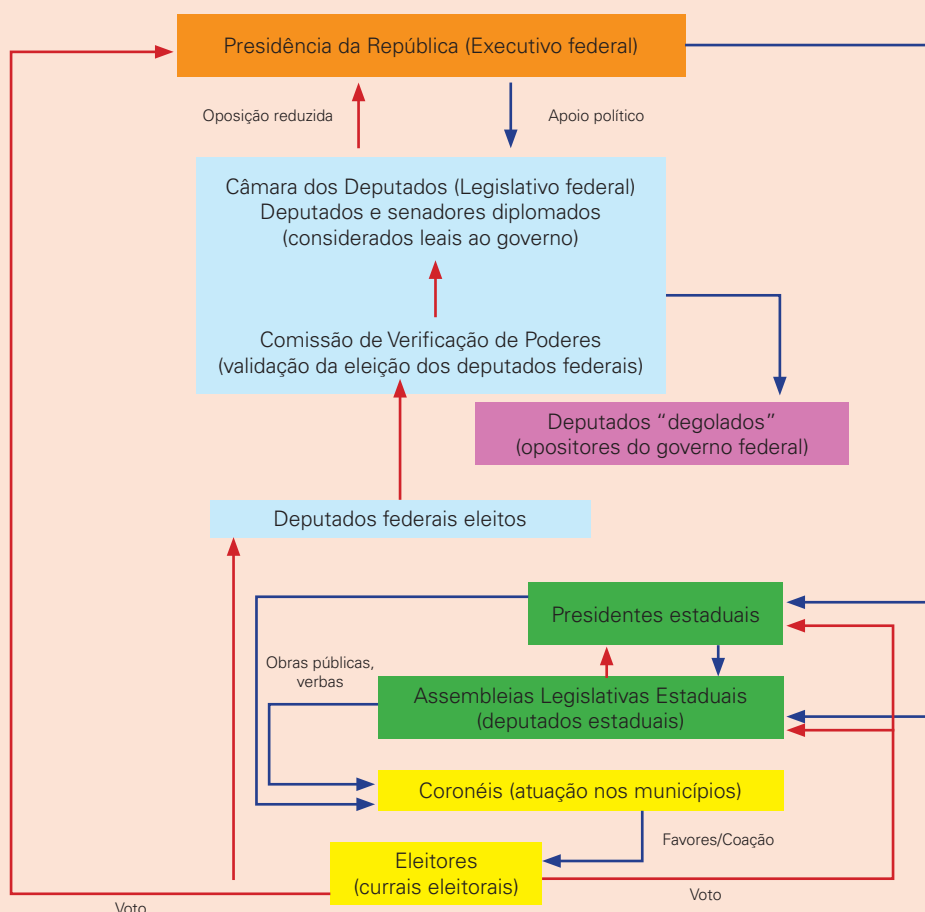 Presidência da República (Executivo federal)
Oposição reduzida
Apoio político
Câmara dos Deputados (Legislativo federal)
Deputados e senadores diplomados
(considerados leais ao governo)
Comissão de Verificação de Poderes
(validação da eleição dos deputados federais)
Deputados “degolados”
(opositores do governo federal)
Deputados federais eleitos
Presidentes estaduais
Obras públicas,
verbas
Assembleias Legislativas Estaduais
(deputados estaduais)
Coronéis (atuação nos municípios)
Favores/Coação
Eleitores
(currais eleitorais)
Voto
Voto